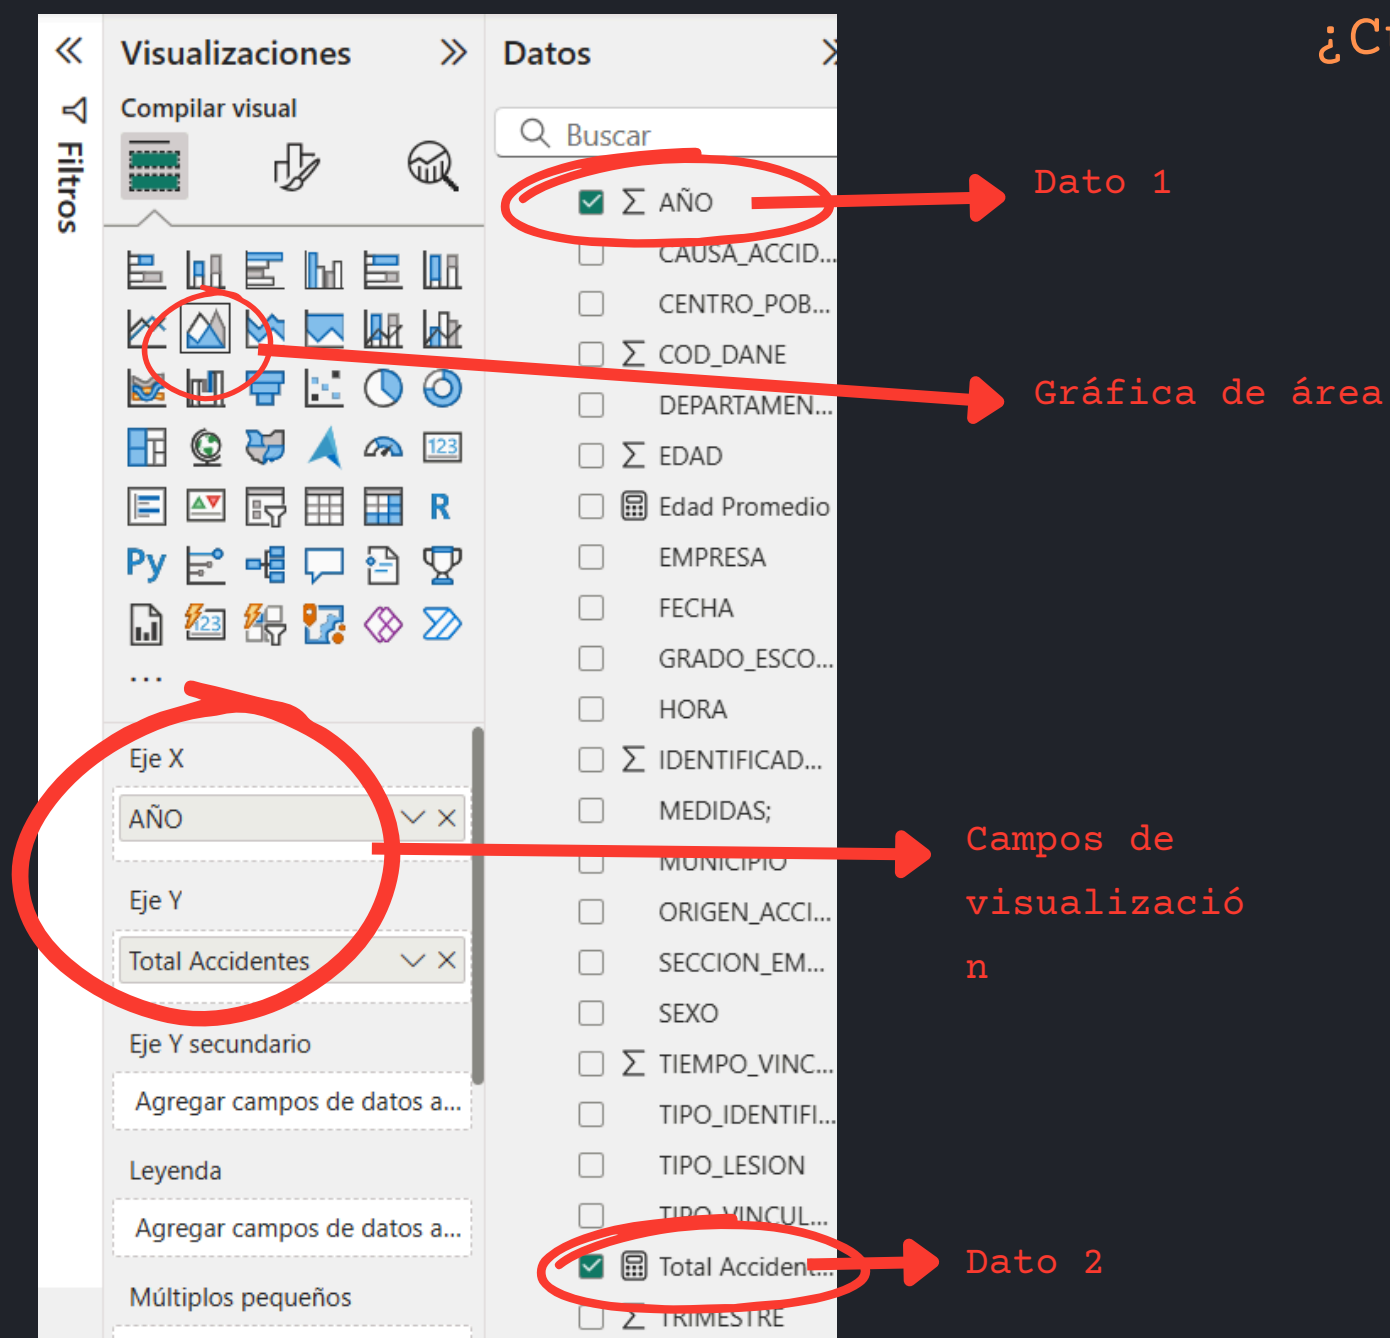 ¿C
Visualizaciones
Datos
Compilar visual
Filtros
Buscar
123
R
Py
123
Eje X
AÑO
Eje Y
Total Accidentes
Eje Y secundario
Agregar campos de datos a...
Leyenda
Agregar campos de datos a...
Múltiplos pequeños
AÑO
CAUSA_ACCID...
CENTRO_POB...
COD_DANE
DEPARTAMEN...
EDAD
Edad Promedio
EMPRESA
FECHA
GRADO_ESCO...
HORA
IDENTIFICAD...
MEDIDAS;
MUNICIPIO
ORIGEN_ACCI...
SECCION_EM...
SEXO
TIEMPO_VINC...
TIPO_IDENTIFI...
TIPO_LESION
TIPO_VINCUL...
Total Acciden...
TRIMESTRE
Dato 1
Gráfica de área
Campos de
visualizació
n
Dato 2